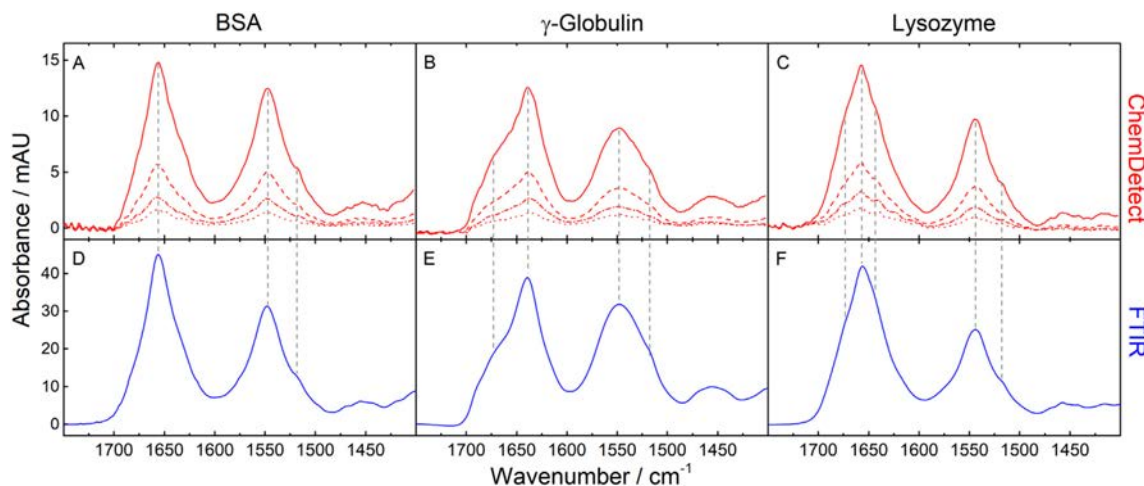 BSA
γ-Globulin
Lysozyme
Absorbance / mAU
15
10
5
0
A
B
C
ChemDetect
40
30
20
10
0
D
E
F
FTIR
1700 1650 1600 1550 1500 1450
1700 1650 1600 1550 1500 1450
1700 1650 1600 1550 1500 1450
Wavenumber / cm⁻¹